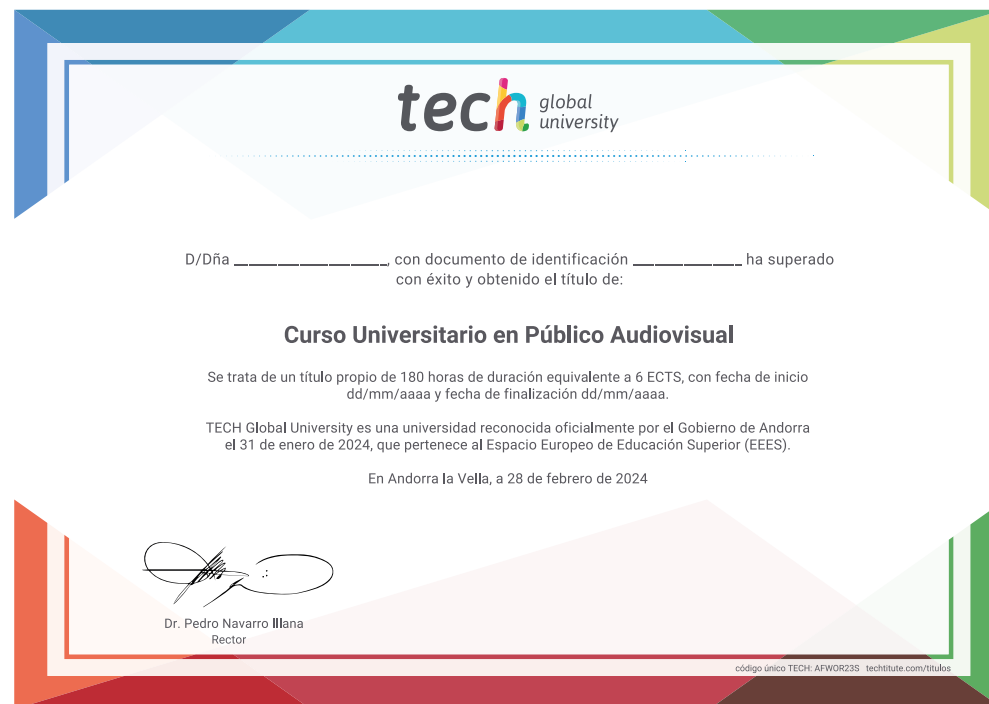 tech global
university
D/Dña ______________________, con documento de identificación ________________ ha superado
con éxito y obtenido el título de:
Curso Universitario en Público Audiovisual
Se trata de un título propio de 180 horas de duración equivalente a 6 ECTS, con fecha de inicio
dd/mm/aaaa y fecha de finalización dd/mm/aaaa.
TECH Global University es una universidad reconocida oficialmente por el Gobierno de Andorra
el 31 de enero de 2024, que pertenece al Espacio Europeo de Educación Superior (EEES).
En Andorra la Vella, a 28 de febrero de 2024
Dr. Pedro Navarro Illana
Rector
código único TECH: AFWOR23S techtitute.com/titulos